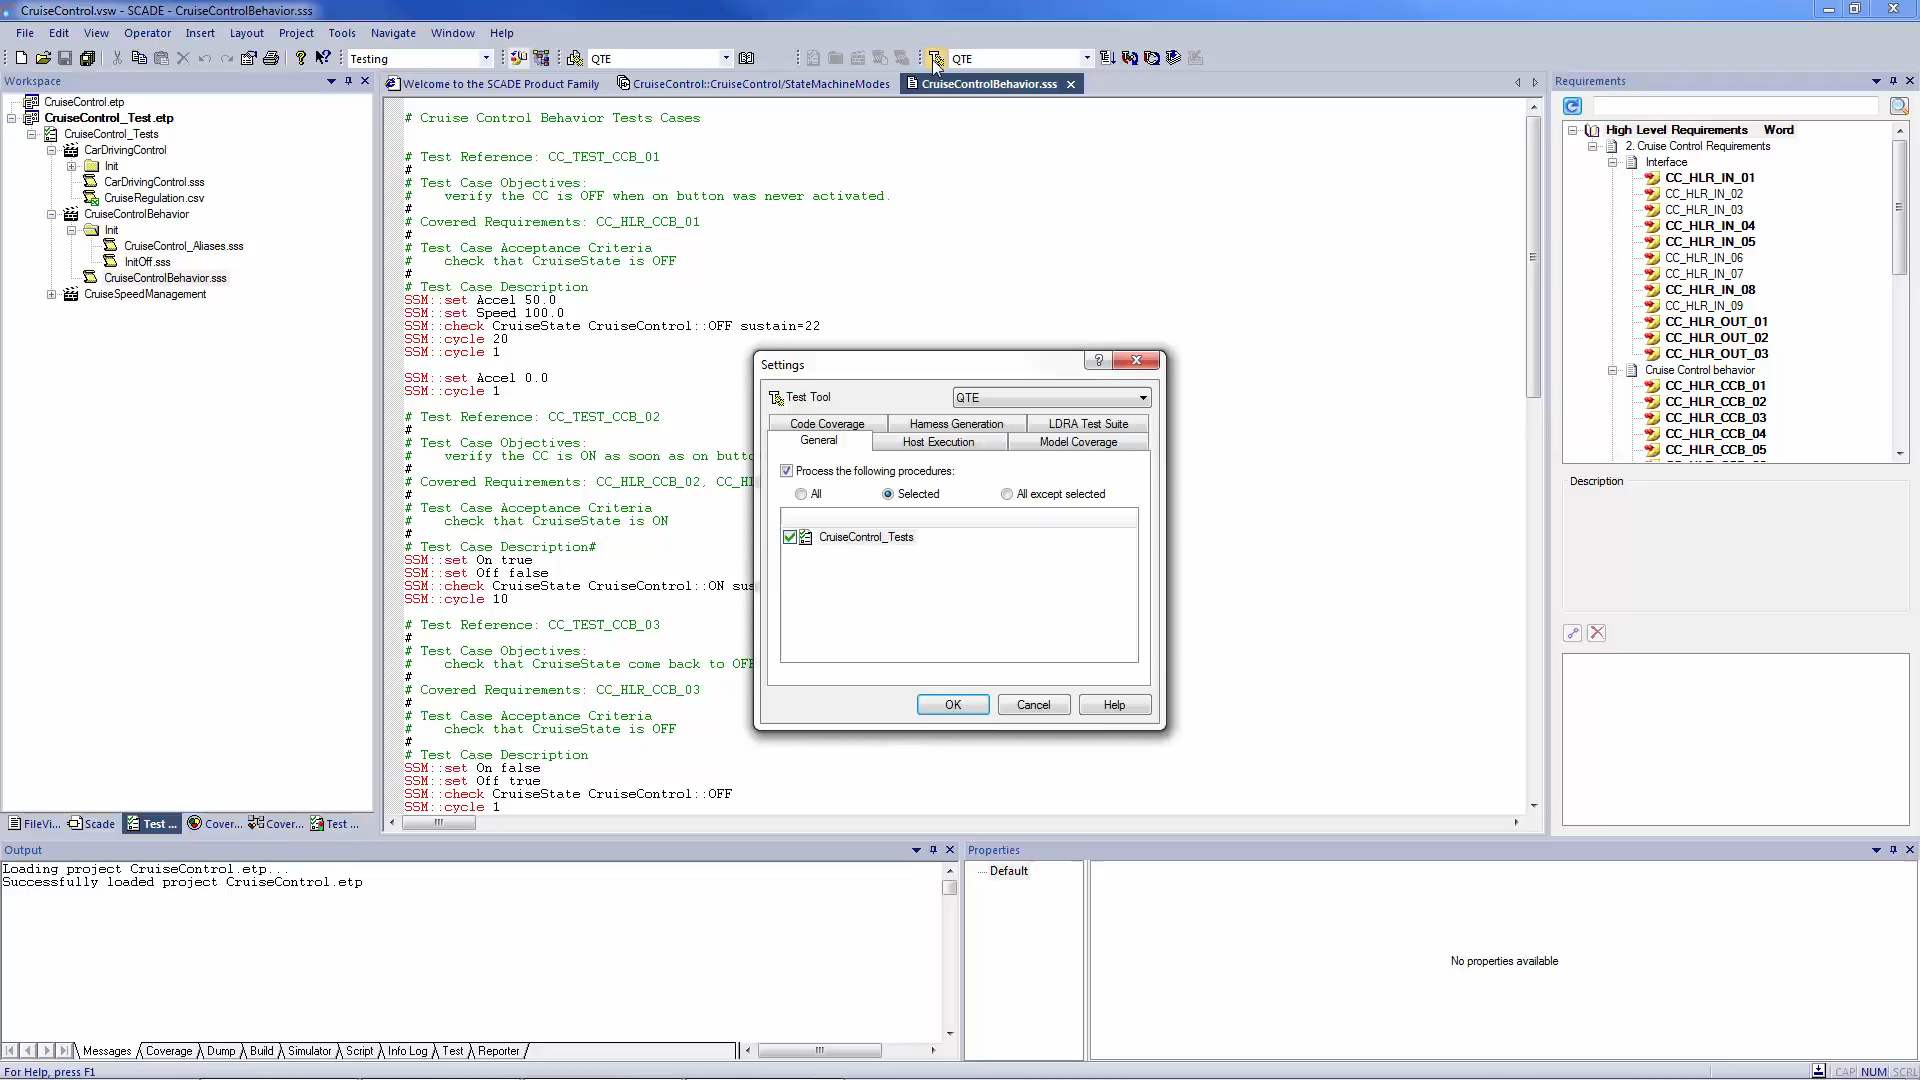 CruiseControl.vsw - SCADE - CruiseControlBehavior.sss
File Edit View Operator Insert Layout Project Tools Navigate Window Help
Testing QTE QTE
Workspace
CruiseControl.etp
CruiseControl_Test.etp
CruiseControl_Tests
CarDrivingControl
Init
CarDrivingControl.sss
CruiseRegulation.csv
CruiseControlBehavior
Init
CruiseControl_Aliases.sss
InitOff.sss
CruiseControlBehavior.sss
CruiseSpeedManagement
FileVi... Scade Test ... Cover... Cover... Test ...
Welcome to the SCADE Product Family CruiseControl::CruiseControl/StateMachineModes CruiseControlBehavior.sss
# Cruise Control Behavior Tests Cases
# Test Reference: CC_TEST_CCB_01
#
# Test Case Objectives:
# verify the CC is OFF when on button was never activated.
#
# Covered Requirements: CC_HLR_CCB_01
#
# Test Case Acceptance Criteria
# check that CruiseState is OFF
#
# Test Case Description
SSM::set Accel 50.0
SSM::set Speed 100.0
SSM::check CruiseState CruiseControl::OFF sustain=22
SSM::cycle 20
SSM::cycle 1
SSM::set Accel 0.0
SSM::cycle 1
# Test Reference: CC_TEST_CCB_02
#
# Test Case Objectives:
# verify the CC is ON as soon as on butto
#
# Covered Requirements: CC_HLR_CCB_02, CC_HL
#
# Test Case Acceptance Criteria
# check that CruiseState is ON
#
# Test Case Description#
SSM::set On true
SSM::set Off false
SSM::check CruiseState CruiseControl::ON sus
SSM::cycle 10
# Test Reference: CC_TEST_CCB_03
#
# Test Case Objectives:
# check that CruiseState come back to OFF
#
# Covered Requirements: CC_HLR_CCB_03
#
# Test Case Acceptance Criteria
# check that CruiseState is OFF
#
# Test Case Description
SSM::set On false
SSM::set Off true
SSM::check CruiseState CruiseControl::OFF
SSM::cycle 1
Settings
Test Tool QTE
Code Coverage Harness Generation LDRA Test Suite
General Host Execution Model Coverage
Process the following procedures:
All Selected All except selected
CruiseControl_Tests
OK Cancel Help
Requirements
High Level Requirements Word
2. Cruise Control Requirements
Interface
CC_HLR_IN_01
CC_HLR_IN_02
CC_HLR_IN_03
CC_HLR_IN_04
CC_HLR_IN_05
CC_HLR_IN_06
CC_HLR_IN_07
CC_HLR_IN_08
CC_HLR_IN_09
CC_HLR_OUT_01
CC_HLR_OUT_02
CC_HLR_OUT_03
Cruise Control behavior
CC_HLR_CCB_01
CC_HLR_CCB_02
CC_HLR_CCB_03
CC_HLR_CCB_04
CC_HLR_CCB_05
Description
Output
Loading project CruiseControl.etp...
Successfully loaded project CruiseControl.etp
Messages Coverage Dump Build Simulator Script Info Log Test Reporter
Properties
Default
No properties available
For Help, press F1
CAP NUM SCRL